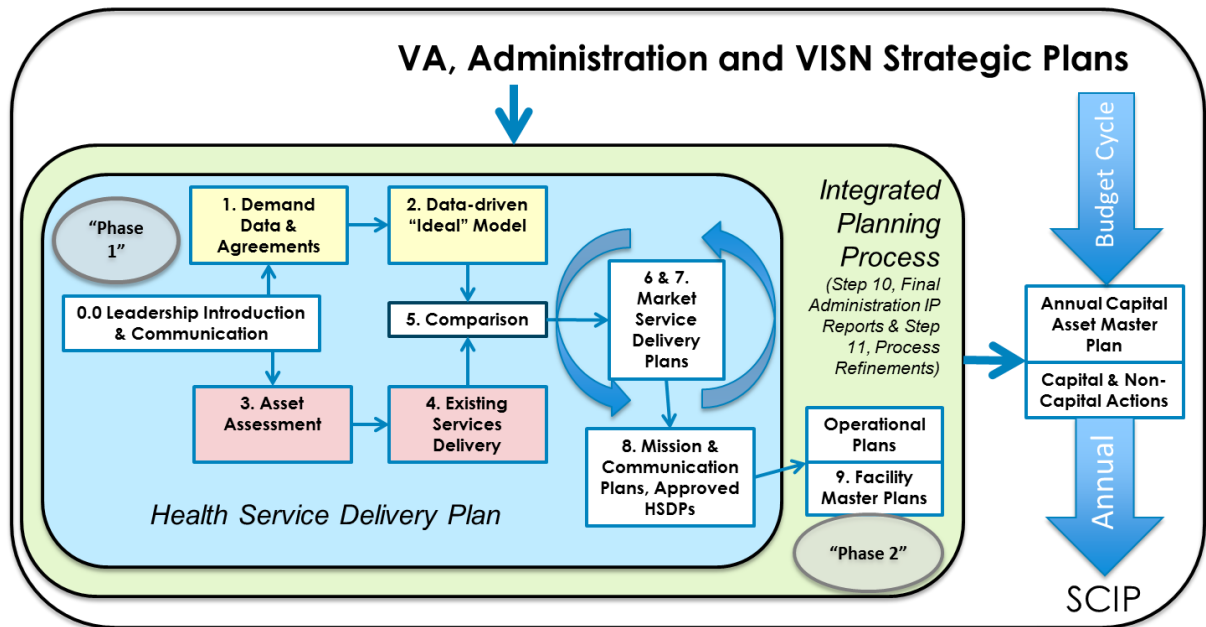 VA, Administration and VISN Strategic Plans
Budget Cycle
Integrated
Planning
Process
(Step 10, Final
Administration IP
Reports & Step
11, Process
Refinements)
"Phase
1"
1. Demand
Data &
Agreements
2. Data-driven
"Ideal" Model
0.0 Leadership Introduction
& Communication
5. Comparison
6 & 7.
Market
Service
Delivery
Plans
3. Asset
Assessment
4. Existing
Services
Delivery
8. Mission &
Communication
Plans, Approved
HSDPs
Health Service Delivery Plan
Operational
Plans
9. Facility
Master Plans
"Phase 2"
Annual Capital
Asset Master
Plan
Capital & Non-
Capital Actions
Annual
SCIP